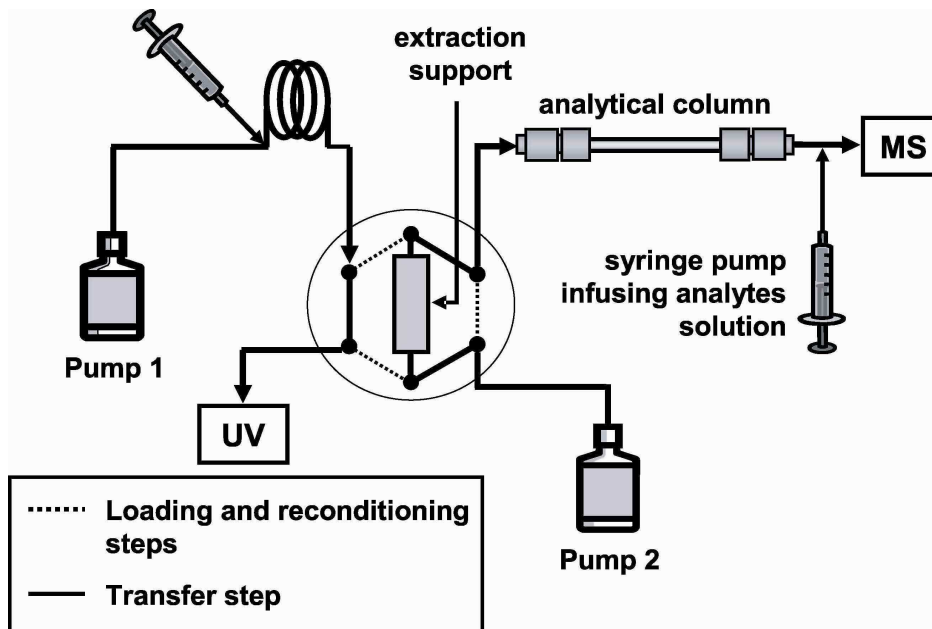 extraction
support
analytical column
MS
syringe pump
infusing analytes
solution
Pump 1
UV
Pump 2
Loading and reconditioning
steps
Transfer step